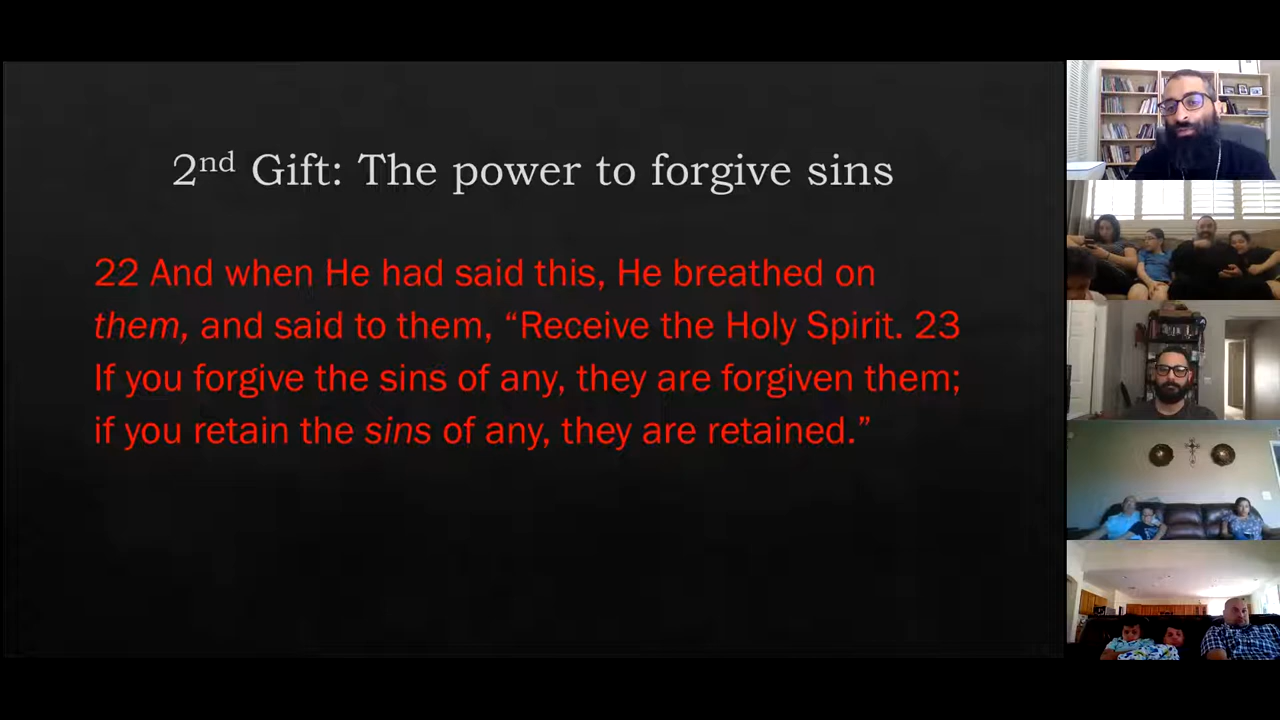 2nd Gift: The power to forgive sins
22 And when He had said this, He breathed on
them, and said to them, “Receive the Holy Spirit. 23
If you forgive the sins of any, they are forgiven them;
if you retain the sins of any, they are retained.”